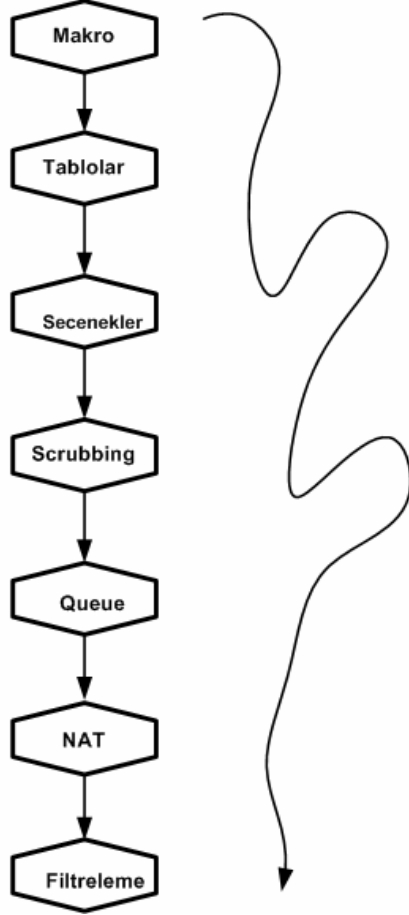 Makro
Tablolar
Secenekler
Scrubbing
Queue
NAT
Filtreleme